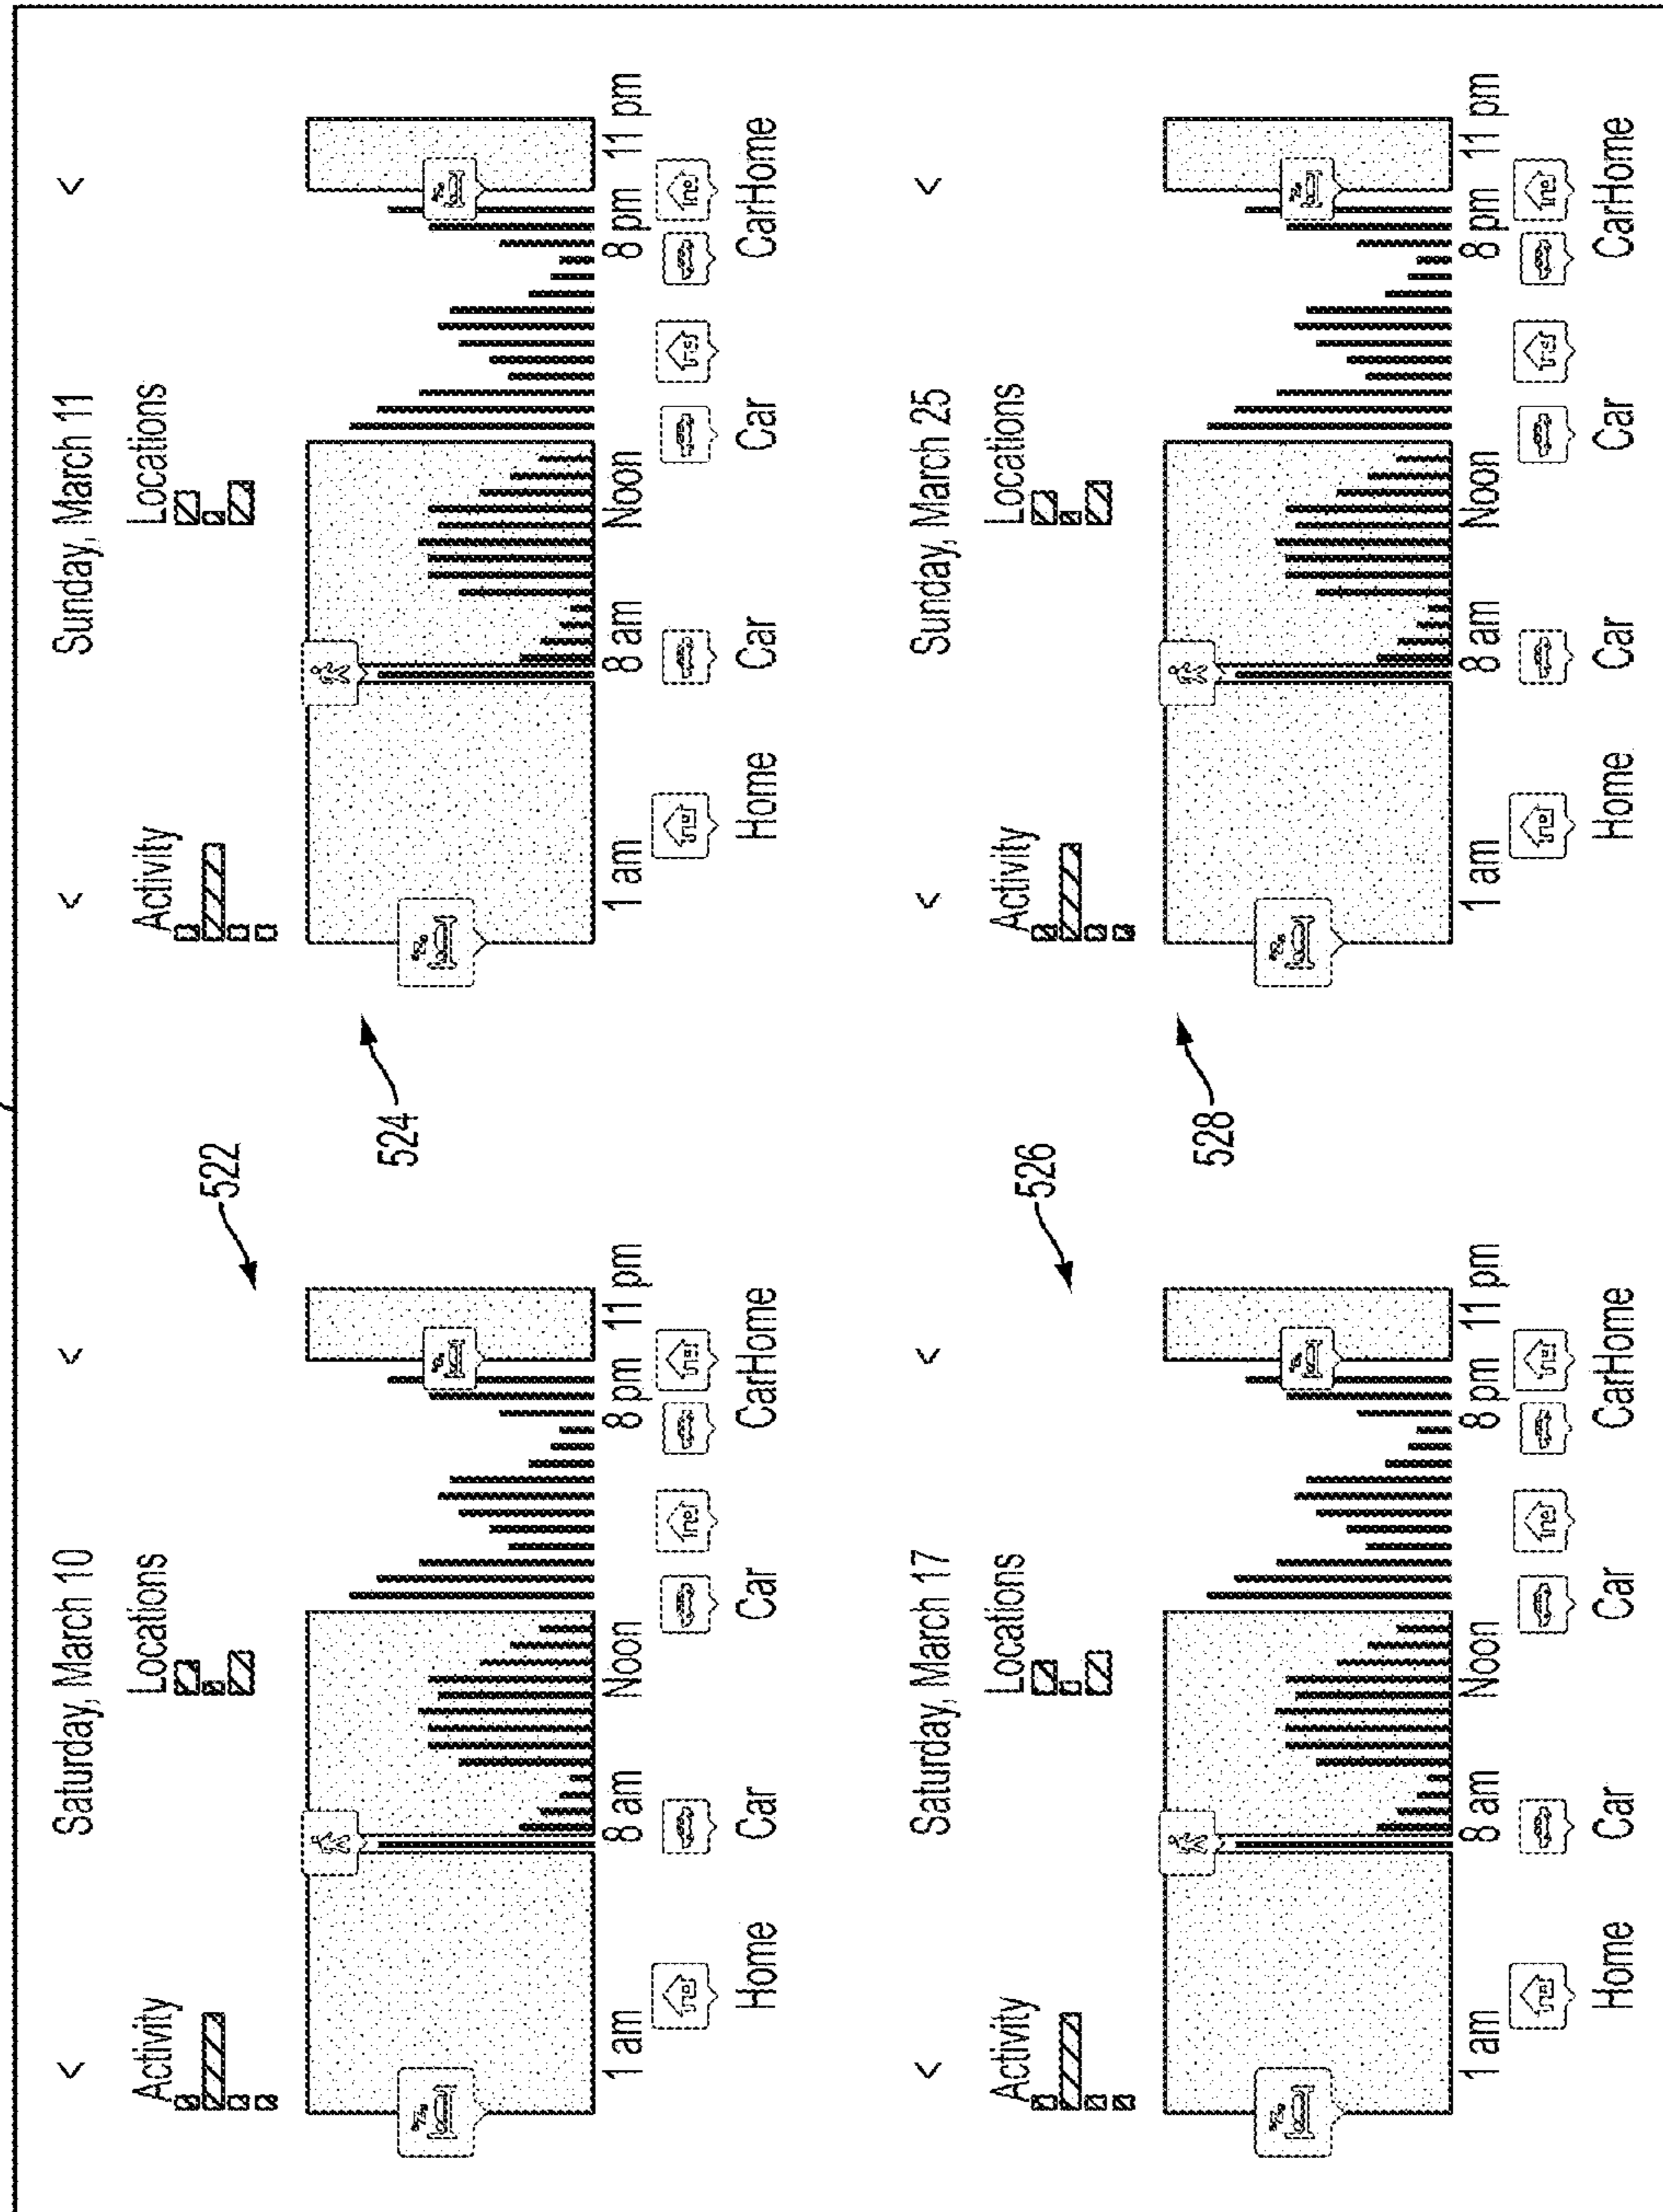 < Saturday, March 10 <
Activity Locations
522
1 am 8 am Noon 8 pm 11 pm
Home Car Car CarHome
< Sunday, March 11 <
Activity Locations
524
1 am 8 am Noon 8 pm 11 pm
Home Car Car CarHome
< Saturday, March 17 <
Activity Locations
526
1 am 8 am Noon 8 pm 11 pm
Home Car Car CarHome
< Sunday, March 25 <
Activity Locations
528
1 am 8 am Noon 8 pm 11 pm
Home Car Car CarHome